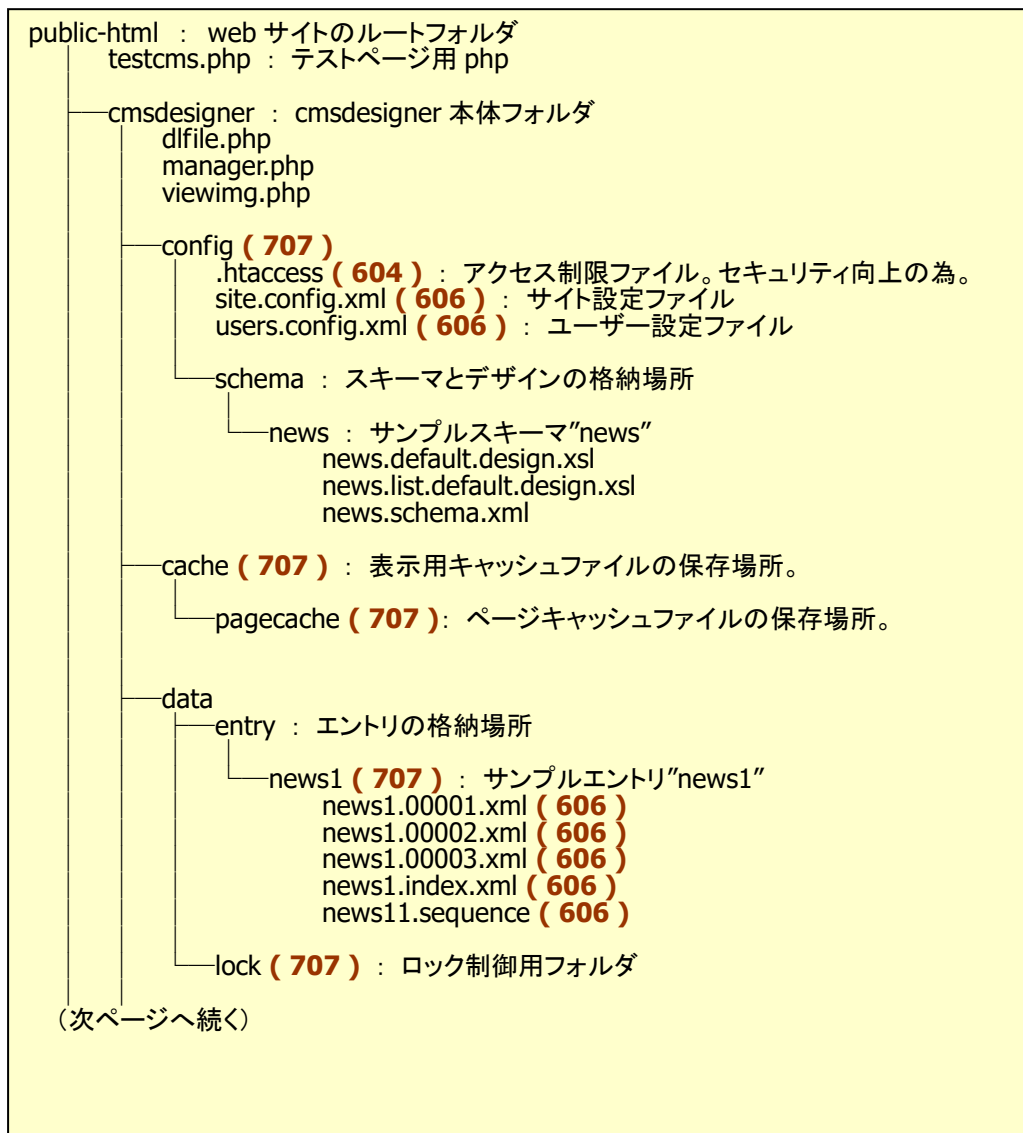 public-html ： web サイトのルートフォルダ
testcms.php ： テストページ用 php
cmsdesigner ： cmsdesigner 本体フォルダ
dlfile.php
manager.php
viewimg.php
config ( 707 )
.htaccess ( 604 ) ： アクセス制限ファイル。セキュリティ向上の為。
site.config.xml ( 606 ) ： サイト設定ファイル
users.config.xml ( 606 ) ： ユーザー設定ファイル
schema ： スキーマとデザインの格納場所
news ： サンプルスキーマ”news”
news.default.design.xsl
news.list.default.design.xsl
news.schema.xml
cache ( 707 ) ： 表示用キャッシュファイルの保存場所。
pagecache ( 707 )： ページキャッシュファイルの保存場所。
data
entry ： エントリの格納場所
news1 ( 707 ) ： サンプルエントリ”news1”
news1.00001.xml ( 606 )
news1.00002.xml ( 606 )
news1.00003.xml ( 606 )
news1.index.xml ( 606 )
news11.sequence ( 606 )
lock ( 707 ) ： ロック制御用フォルダ
（次ページへ続く）